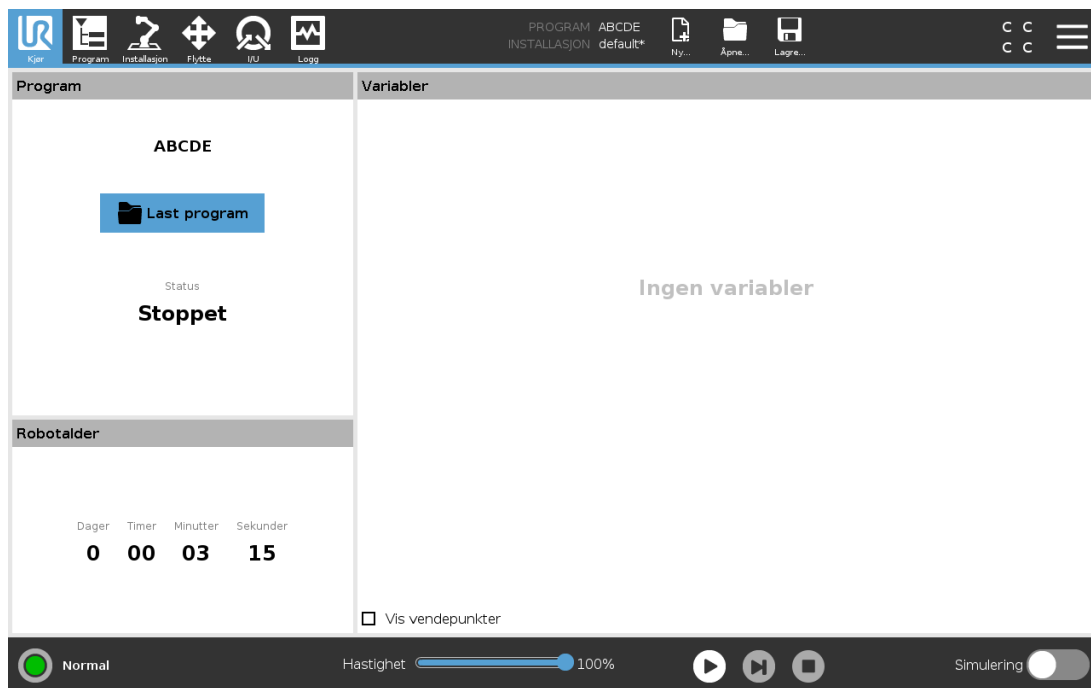 Kjør
Program
Installasjon
Flytte
I/U
Logg
PROGRAM ABCDE
INSTALLASJON default*
Ny...
Åpne...
Lagre...
C C
C C
Program
Variabler
ABCDE
Last program
Status
Stoppet
Ingen variabler
Robotalder
Dager Timer Minutter Sekunder
0 00 03 15
Vis vendepunkter
Normal
Hastighet 100%
Simulering